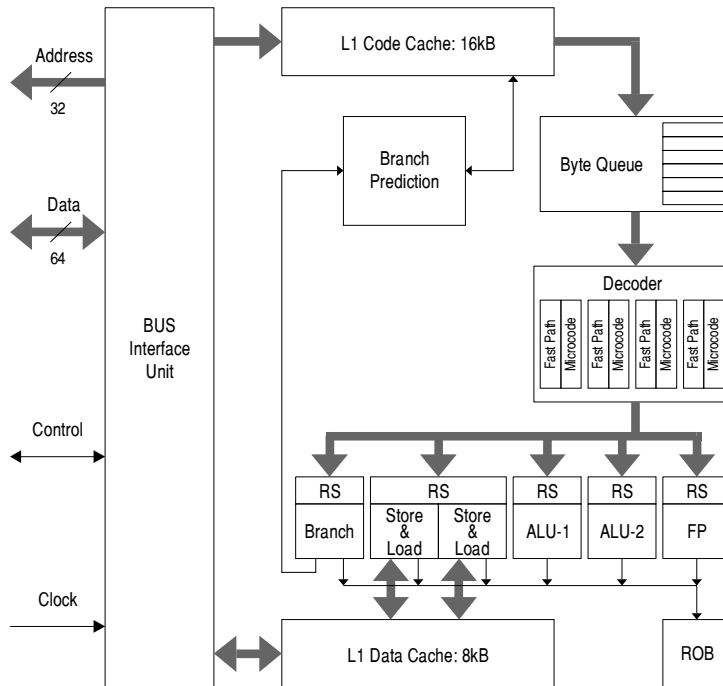 Address
32
Data
64
Control
Clock
BUS
Interface
Unit
L1 Code Cache: 16kB
Branch
Prediction
Byte Queue
Decoder
Fast Path
Microcode
Fast Path
Microcode
Fast Path
Microcode
Fast Path
Microcode
RS
Branch
RS
Store
&
Load
Store
&
Load
RS
ALU-1
RS
ALU-2
RS
FP
L1 Data Cache: 8kB
ROB